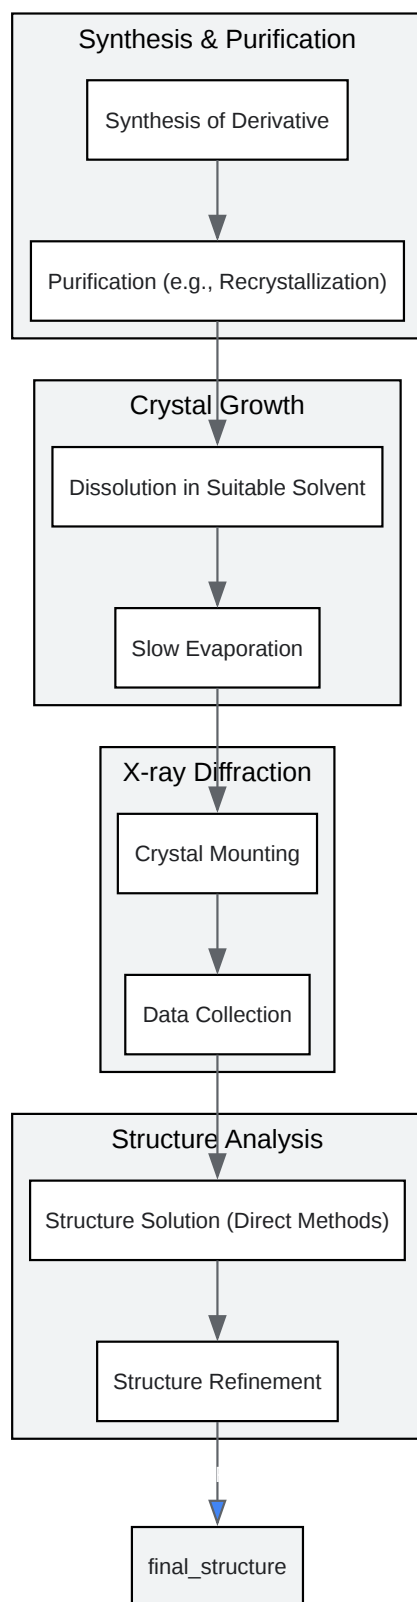 Synthesis & Purification
Synthesis of Derivative
Purification (e.g., Recrystallization)
Crystal Growth
Dissolution in Suitable Solvent
Slow Evaporation
X-ray Diffraction
Crystal Mounting
Data Collection
Structure Analysis
Structure Solution (Direct Methods)
Structure Refinement
final_structure